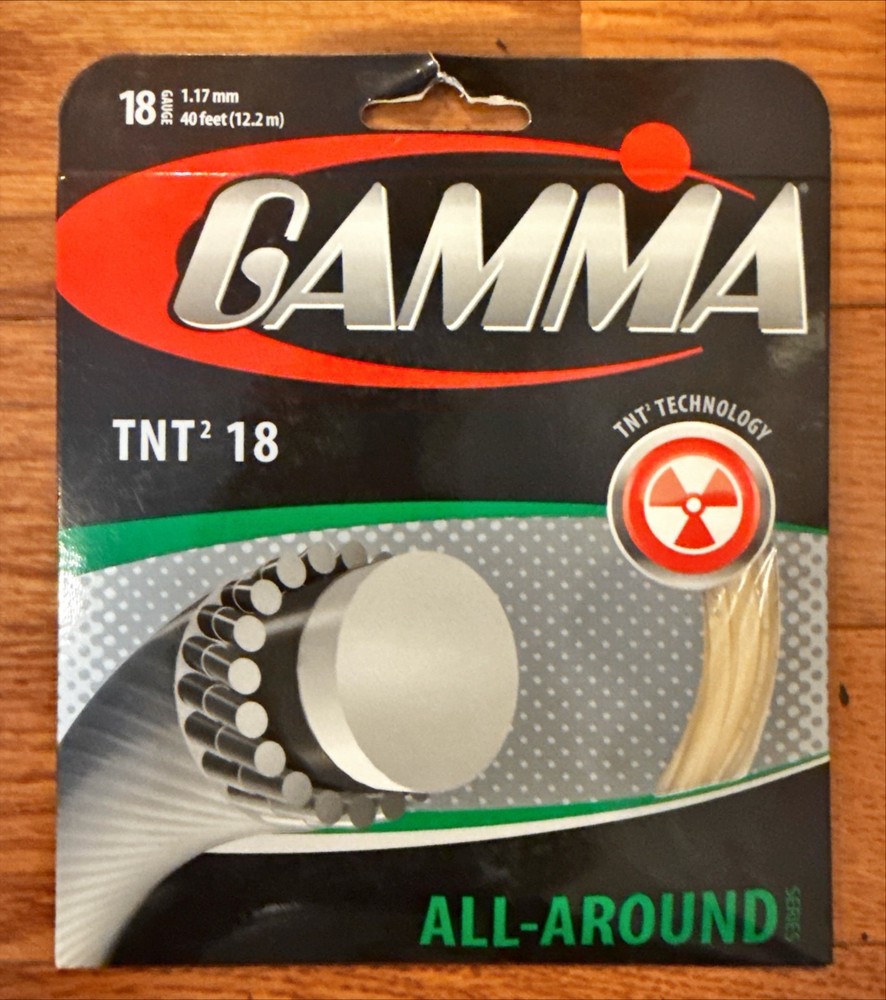 18 GAUGE
1.17 mm
40 feet (12.2 m)
GAMMA®
TNT² 18
TNT² TECHNOLOGY
ALL-AROUND SERIES